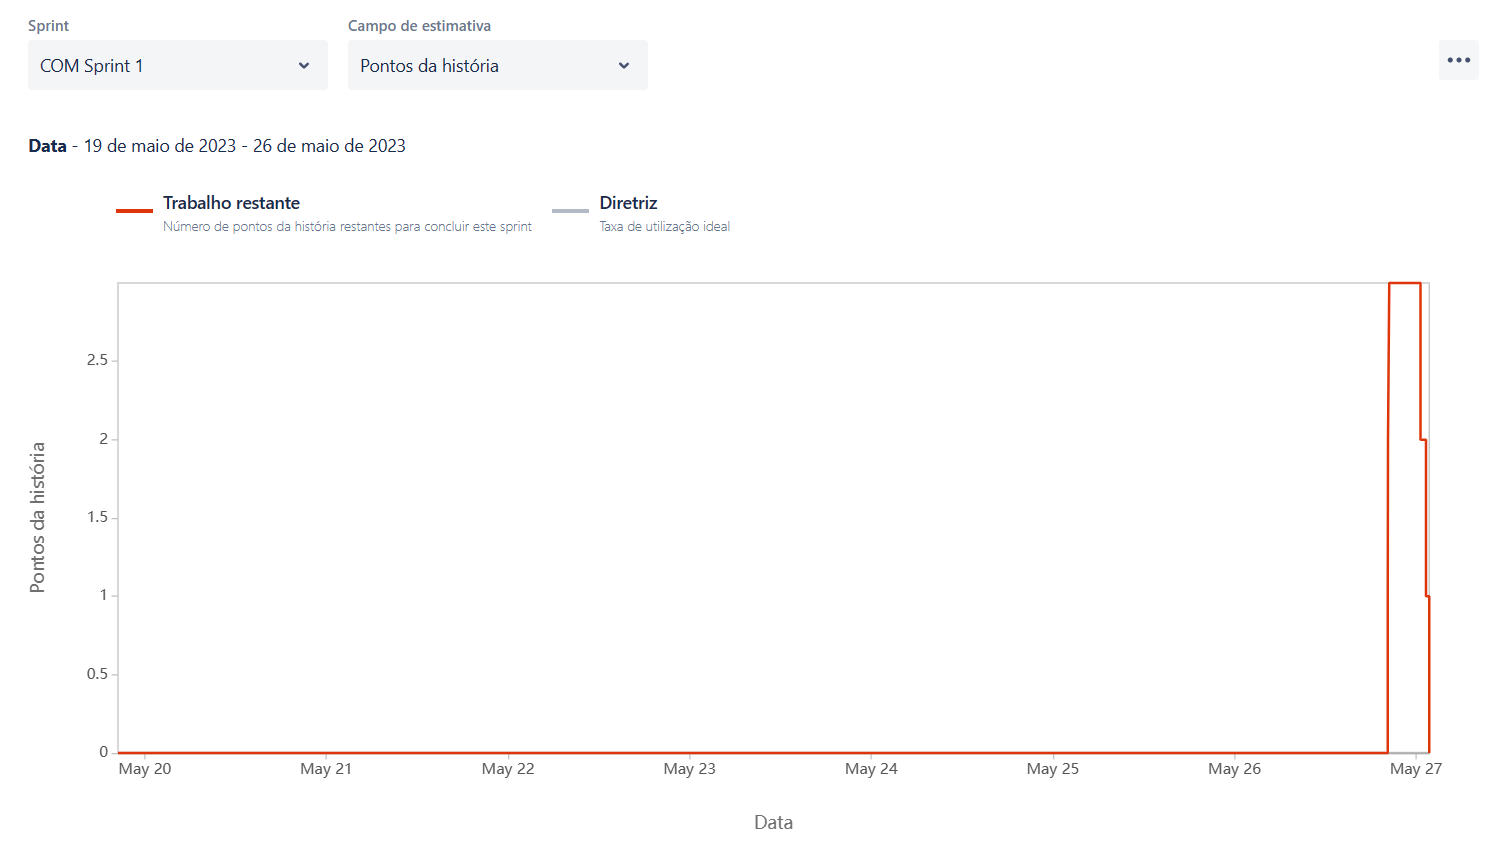 Sprint
Campo de estimativa
COM Sprint 1
Pontos da história
Data - 19 de maio de 2023 - 26 de maio de 2023
Trabalho restante
Número de pontos da história restantes para concluir este sprint
Diretriz
Taxa de utilização ideal
Pontos da história
2.5
2
1.5
1
0.5
0
May 20
May 21
May 22
May 23
May 24
May 25
May 26
May 27
Data